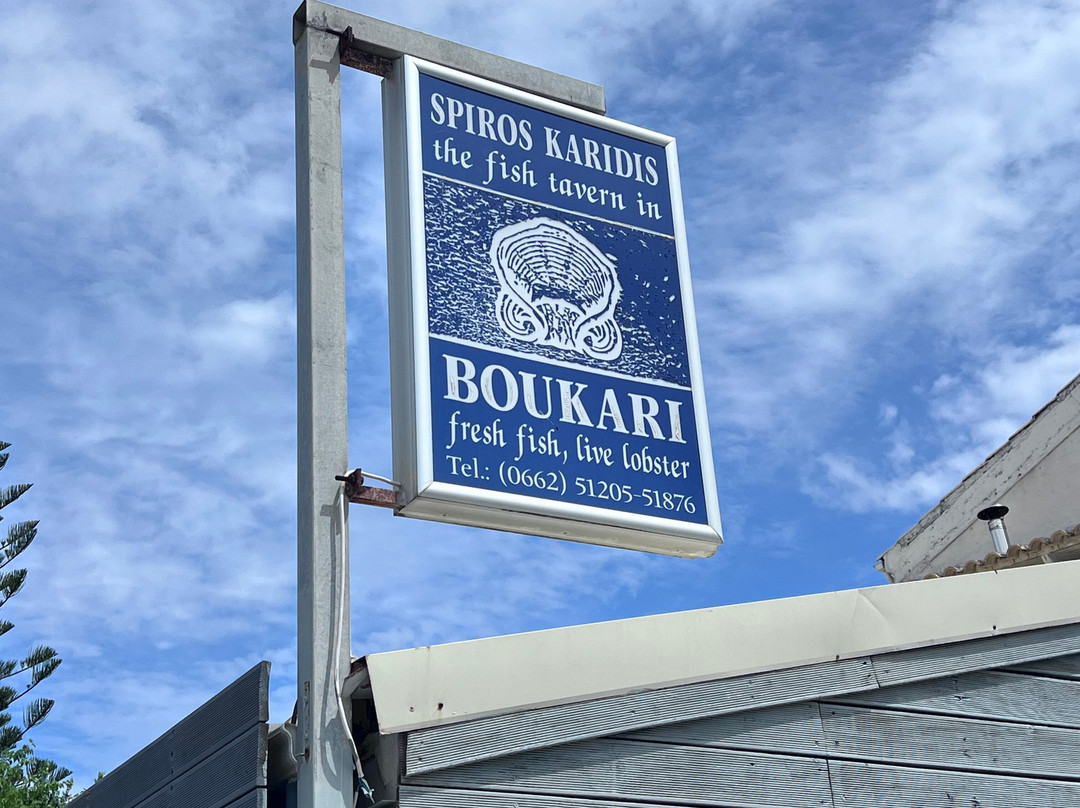 SPIROS KARIDIS
the fish tavern in
BOUKARI
fresh fish, live lobster
Tel.: (0662) 51205-51876